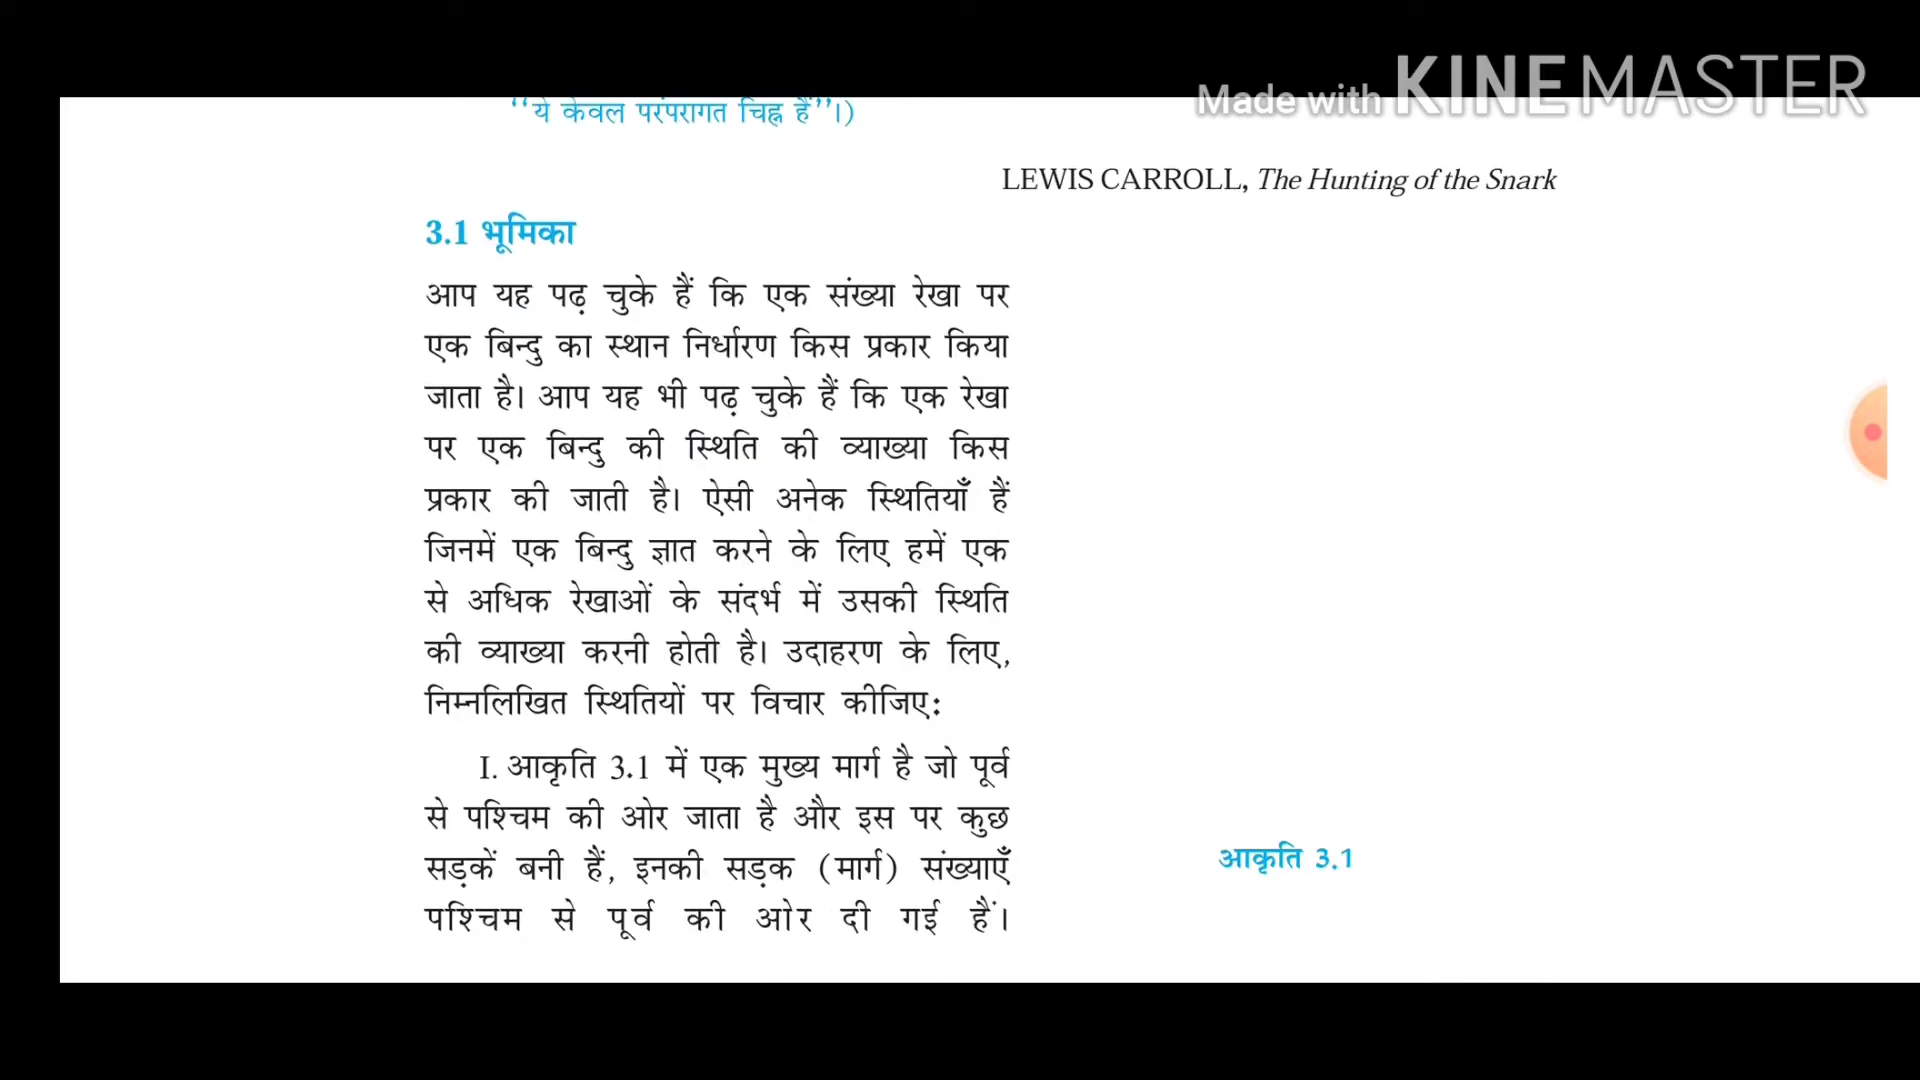 Made with KINEMASTER
“ये केवल परंपरागत चिह्न हैं”।)
LEWIS CARROLL, The Hunting of the Snark
3.1 भूमिका
आप यह पढ़ चुके हैं कि एक संख्या रेखा पर
एक बिन्दु का स्थान निर्धारण किस प्रकार किया
जाता है। आप यह भी पढ़ चुके हैं कि एक रेखा
पर एक बिन्दु की स्थिति की व्याख्या किस
प्रकार की जाती है। ऐसी अनेक स्थितियाँ हैं
जिनमें एक बिन्दु ज्ञात करने के लिए हमें एक
से अधिक रेखाओं के संदर्भ में उसकी स्थिति
की व्याख्या करनी होती है। उदाहरण के लिए,
निम्नलिखित स्थितियों पर विचार कीजिए:
I. आकृति 3.1 में एक मुख्य मार्ग है जो पूर्व
से पश्चिम की ओर जाता है और इस पर कुछ
सड़कें बनी हैं, इनकी सड़क (मार्ग) संख्याएँ
पश्चिम से पूर्व की ओर दी गई हैं।
आकृति 3.1